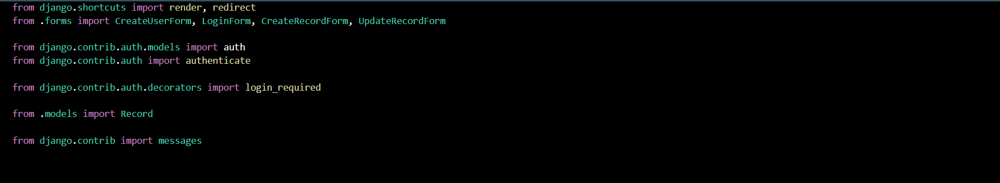 from django.shortcuts import render, redirect
from .forms import CreateUserForm, LoginForm, CreateRecordForm, UpdateRecordForm
from django.contrib.auth.models import auth
from django.contrib.auth import authenticate
from django.contrib.auth.decorators import login_required
from .models import Record
from django.contrib import messages